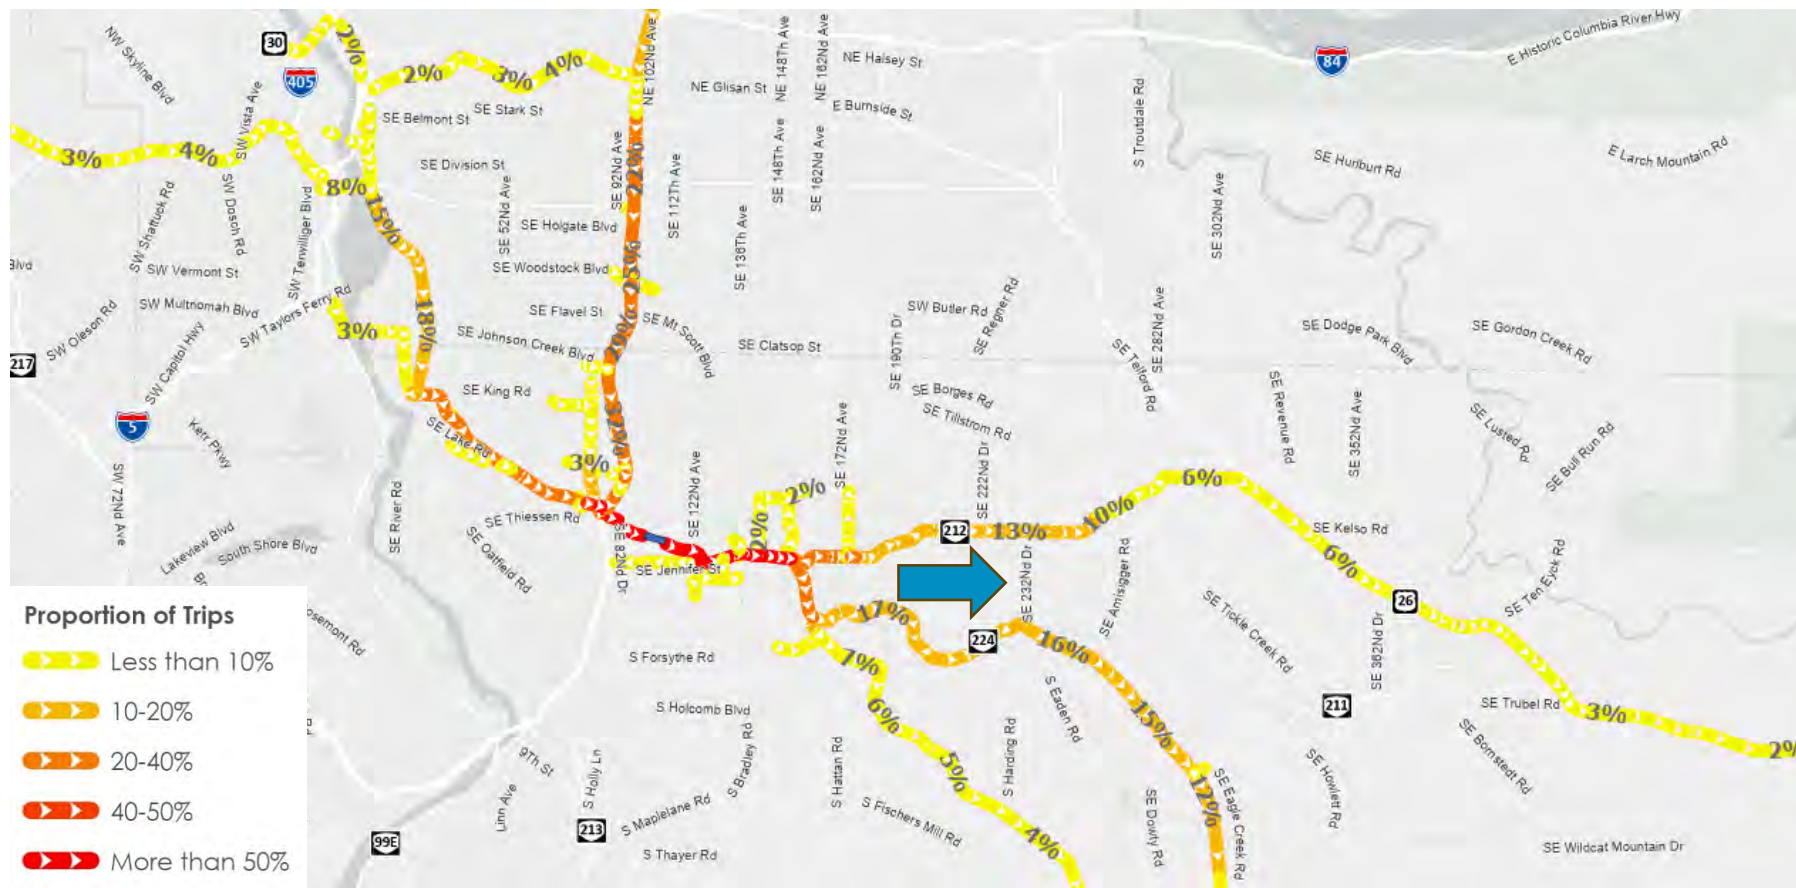 30
405
NW Skyline Blvd
SW Vista Ave
2%
2%
3%
4%
NE 102Nd Ave
NE 148Th Ave
NE 162Nd Ave
NE Halsey St
84
E Historic Columbia River Hwy
NE Glisan St
E Burnside St
SE Stark St
SE Belmont St
SE Division St
3%
4%
8%
15%
SE 92Nd Ave
22%
SE 112Th Ave
SE 148Th Ave
SE 162Nd Ave
S Troutdale Rd
SE Hurlburt Rd
E Larch Mountain Rd
SW Shattuck Rd
SW Dosch Rd
SW Terwilliger Blvd
SE 52Nd Ave
SE Holgate Blvd
SE 136Th Ave
SE 302Nd Ave
Blvd
SW Vermont St
SE Woodstock Blvd
25%
SW Multnomah Blvd
SW Taylors Ferry Rd
SW Oleson Rd
SW Capitol Hwy
217
3%
18%
SE Flavel St
SE Johnson Creek Blvd
SE Mt Scott Blvd
SE Clatsop St
SE 190Th Dr
SW Butler Rd
SE Regner Rd
SE 282Nd Ave
SE Telford Rd
SE Dodge Park Blvd
SE Gordon Creek Rd
5
Kerr Pkwy
SE King Rd
SE Lake Rd
37%
3%
SE 172Nd Ave
SE Borges Rd
SE Tillstrom Rd
SE 222Nd Dr
SE Revenue Rd
SE 352Nd Ave
SE Lusted Rd
SE Bull Run Rd
SW 72Nd Ave
SE River Rd
SE Thiessen Rd
SE 122Nd Ave
2%
2%
212
13%
10%
6%
SE Kelso Rd
6%
Lakeview Blvd
South Shore Blvd
SE Oatfield Rd
SE 82Nd Dr
SE Jennifer St
SE 232Nd Dr
SE Amisigger Rd
SE Tickle Creek Rd
26
SE Ten Eyck Rd
SE 362Nd Dr
17%
224
16%
7%
6%
5%
4%
15%
12%
S Forsythe Rd
S Holcomb Blvd
S Bradley Rd
S Hattan Rd
S Harding Rd
S Eaden Rd
211
SE Trubel Rd
3%
2%
SE Bornstedt Rd
SE Howlett Rd
9Th St
Linn Ave
S Holly Ln
213
99E
S Maplelane Rd
S Thayer Rd
S Fischers Mill Rd
SE Dowty Rd
SE Eagle Creek Rd
SE Wildcat Mountain Dr
osemont Rd
Proportion of Trips
Less than 10%
10-20%
20-40%
40-50%
More than 50%